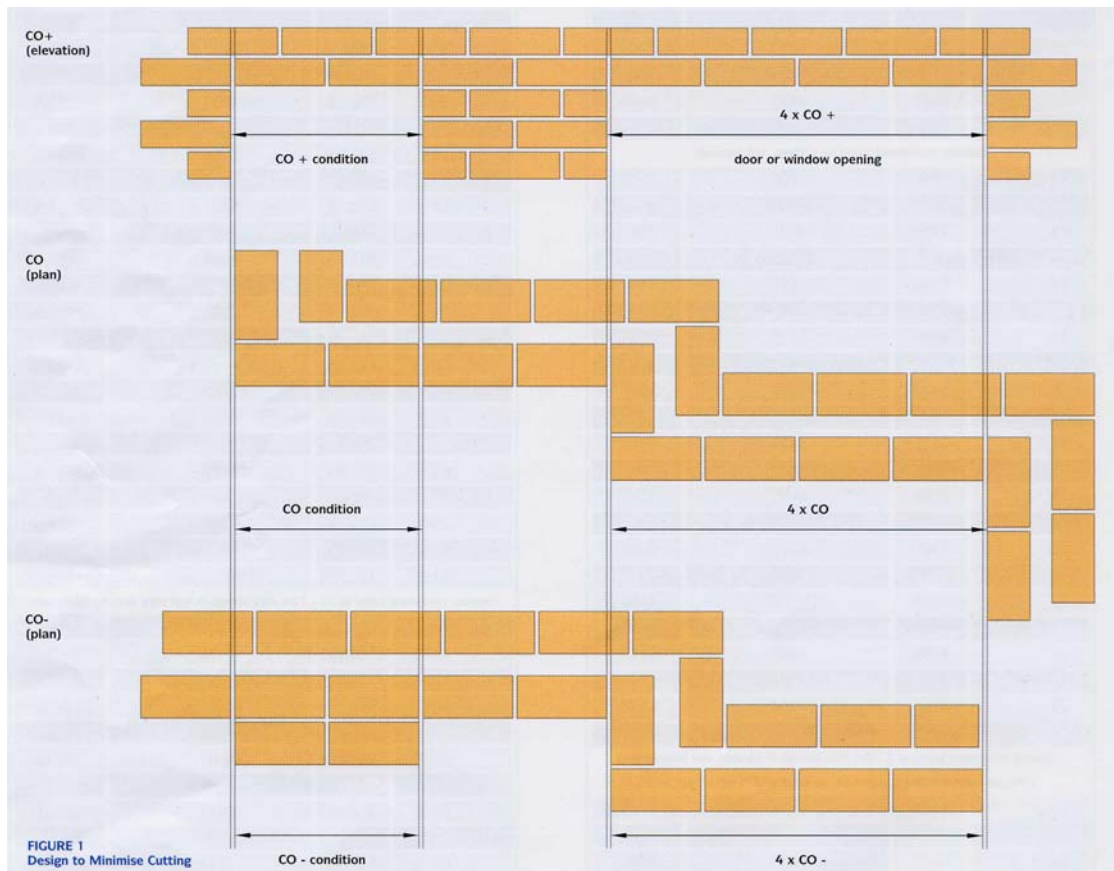 CO+
(elevation)
4 x CO +
CO + condition
door or window opening
CO
(plan)
CO condition
4 x CO
CO-
(plan)
FIGURE 1
Design to Minimise Cutting
CO - condition
4 x CO -